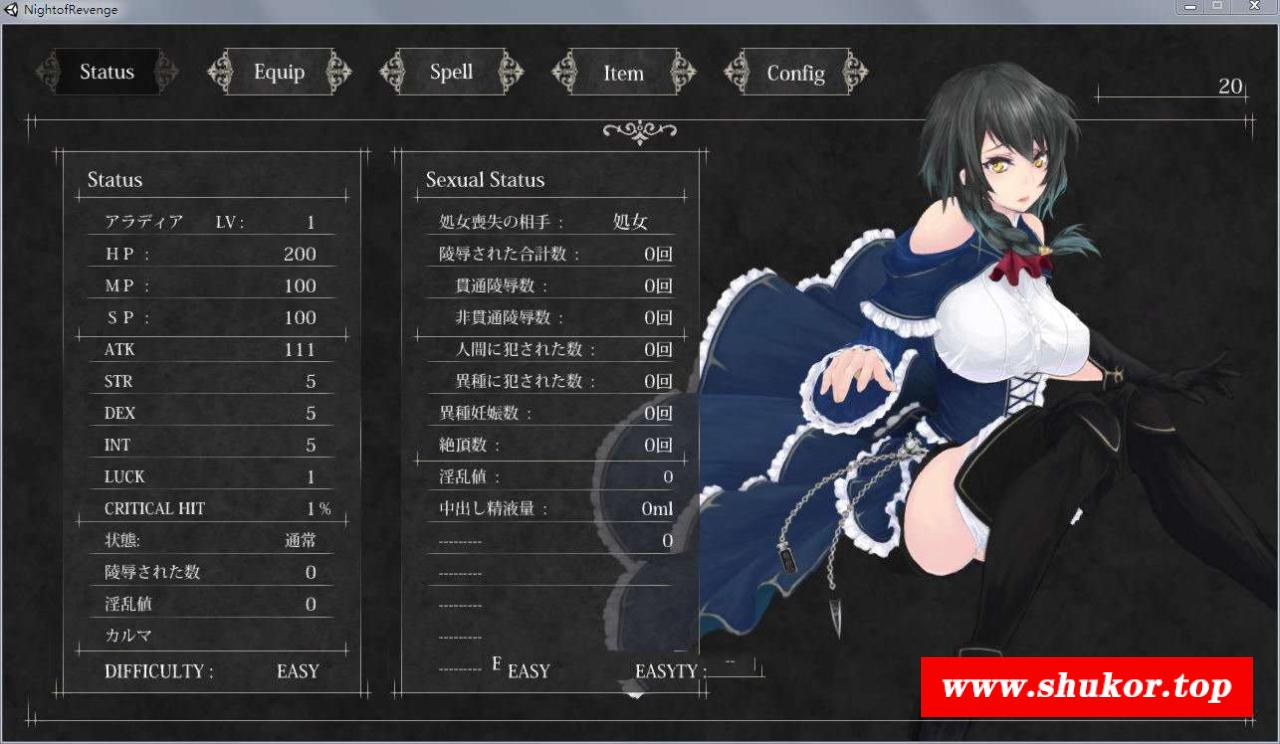 NightofRevenge
Status Equip Spell Item Config
20
Status
アラディア LV: 1
HP : 200
MP : 100
SP : 100
ATK 111
STR 5
DEX 5
INT 5
LUCK 1
CRITICAL HIT 1 %
状態: 通常
陵辱された数 0
淫乱値 0
カルマ
DIFFICULTY : EASY
Sexual Status
処女喪失の相手 : 処女
陵辱された合計数 : 0回
貫通陵辱数 : 0回
非貫通陵辱数 : 0回
人間に犯された数 : 0回
異種に犯された数 : 0回
異種妊娠数 : 0回
絶頂数 : 0回
淫乱値 : 0
中出し精液量 : 0ml
--------- 0
---------
---------
---------
--------- E EASY EASYTY : --
www.shukor.top